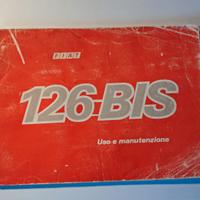 FIAT
126 BIS
Uso e manutenzione